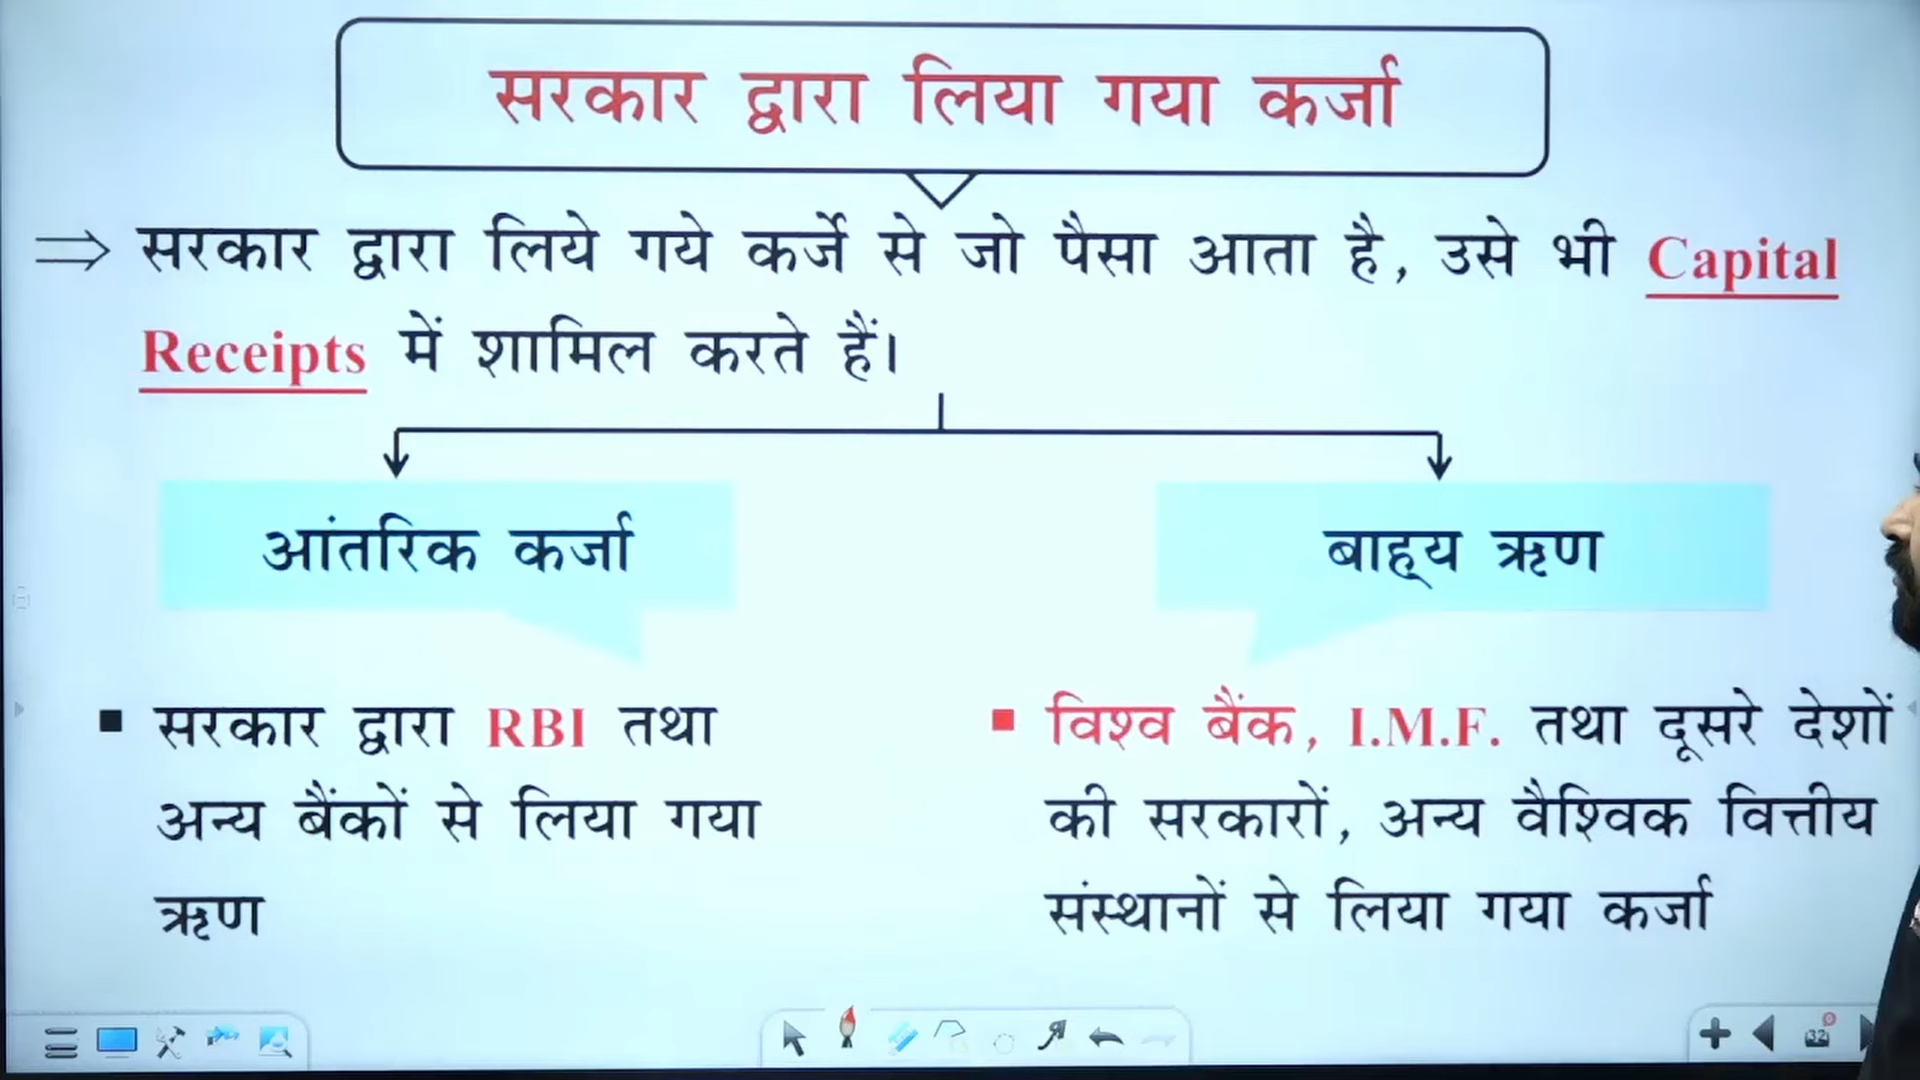 सरकार द्वारा लिया गया कर्जा
⇒ सरकार द्वारा लिये गये कर्जे से जो पैसा आता है, उसे भी Capital
Receipts में शामिल करते हैं।
आंतरिक कर्जा
बाह्य ऋण
▪ सरकार द्वारा RBI तथा
अन्य बैंकों से लिया गया
ऋण
▪ विश्व बैंक, I.M.F. तथा दूसरे देशों
की सरकारों, अन्य वैश्विक वित्तीय
संस्थानों से लिया गया कर्जा
32